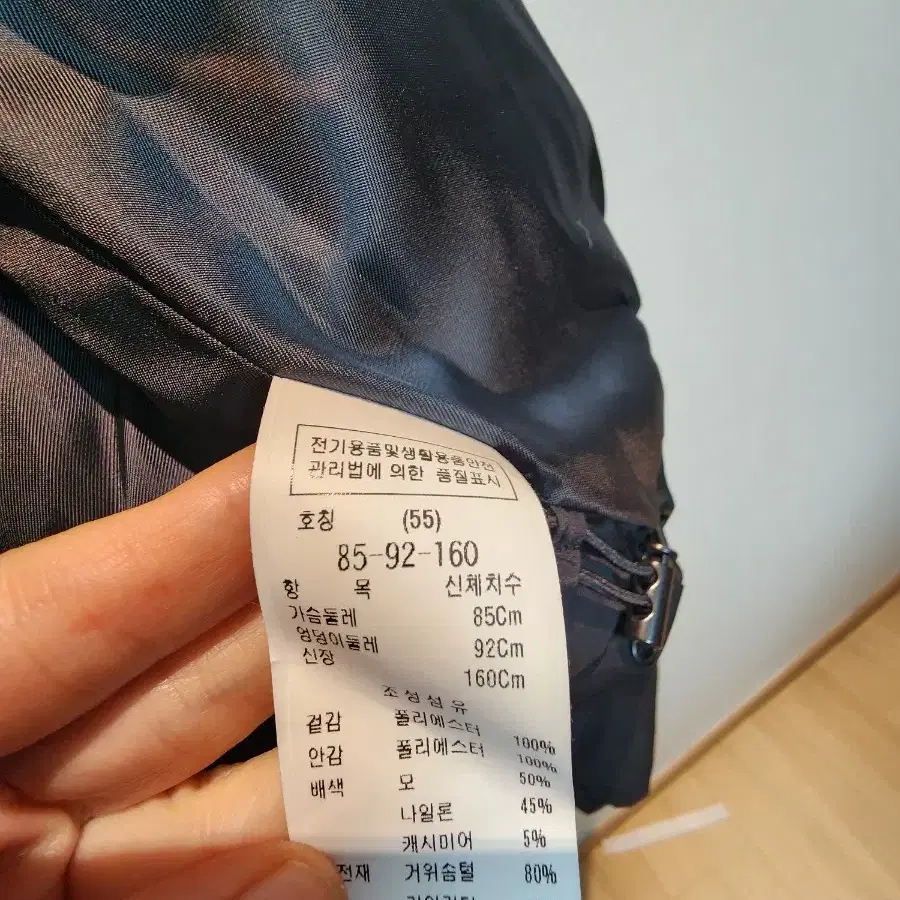 전기용품및생활용품안전
관리법에 의한 품질표시
호칭 (55)
85-92-160
항 목 신체치수
가슴둘레 85Cm
엉덩이둘레 92Cm
신장 160Cm
조성섬유
겉감 폴리에스터 100%
안감 폴리에스터 100%
배색 모 50%
나일론 45%
캐시미어 5%
전재 거위솜털 80%